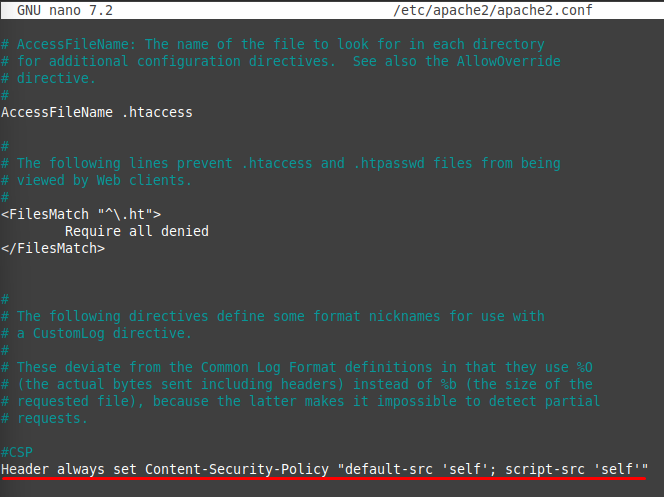 GNU nano 7.2 /etc/apache2/apache2.conf
# AccessFileName: The name of the file to look for in each directory
# for additional configuration directives.  See also the AllowOverride
# directive.
#
AccessFileName .htaccess
#
# The following lines prevent .htaccess and .htpasswd files from being
# viewed by Web clients.
#
<FilesMatch "^\.ht">
        Require all denied
</FilesMatch>
#
# The following directives define some format nicknames for use with
# a CustomLog directive.
#
# These deviate from the Common Log Format definitions in that they use %O
# (the actual bytes sent including headers) instead of %b (the size of the
# requested file), because the latter makes it impossible to detect partial
# requests.
#CSP
Header always set Content-Security-Policy "default-src 'self'; script-src 'self'"